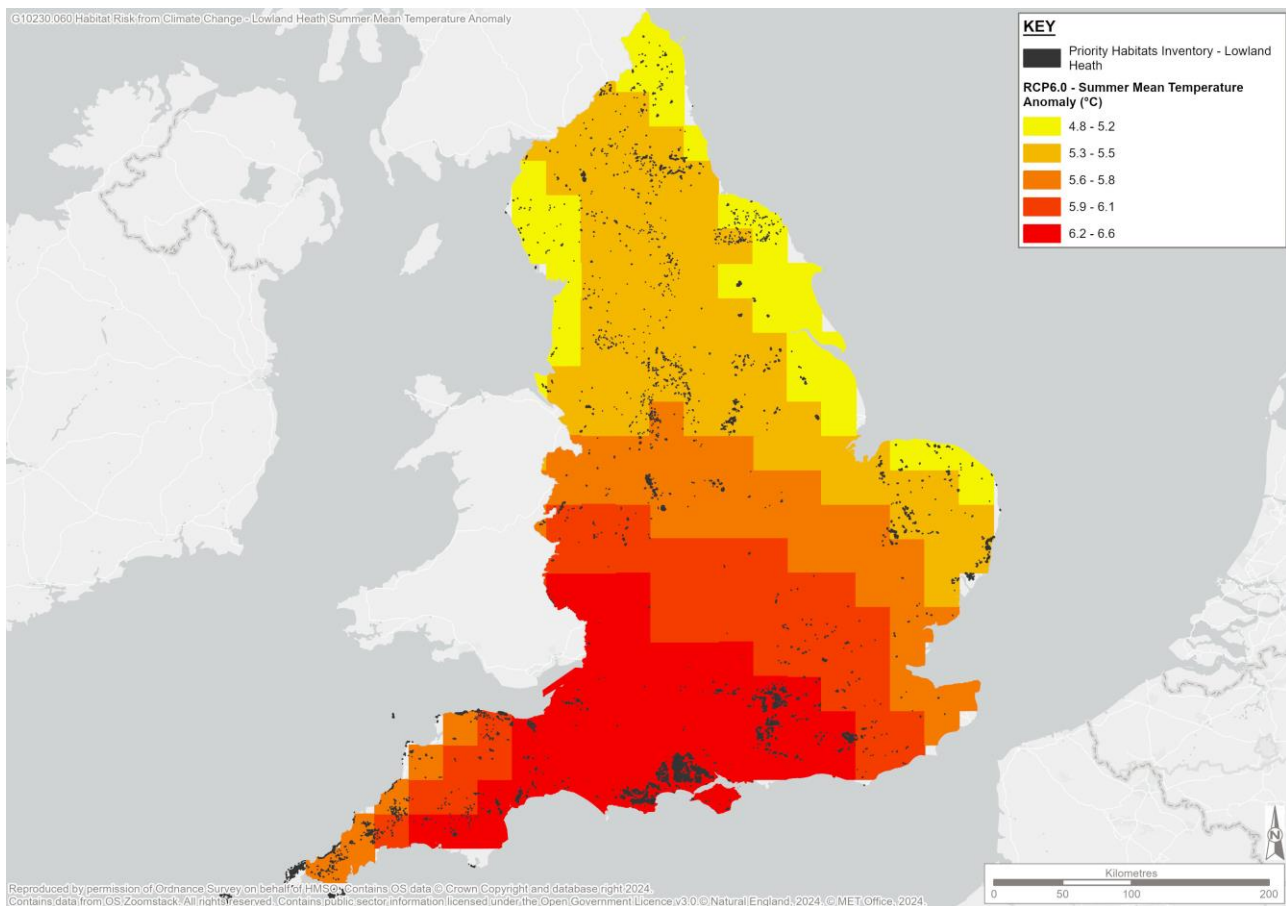 G10230.060 Habitat Risk from Climate Change - Lowland Heath Summer Mean Temperature Anomaly
KEY
Priority Habitats Inventory - Lowland
Heath
RCP6.0 - Summer Mean Temperature
Anomaly (°C)
4.8 - 5.2
5.3 - 5.5
5.6 - 5.8
5.9 - 6.1
6.2 - 6.6
N
Kilometres
0 50 100 200
Reproduced by permission of Ordnance Survey on behalf of HMSO. Contains OS data © Crown Copyright and database right 2024.
Contains data from OS Zoomstack. All rights reserved. Contains public sector information licensed under the Open Government Licence v3.0 © Natural England, 2024, © MET Office, 2024.